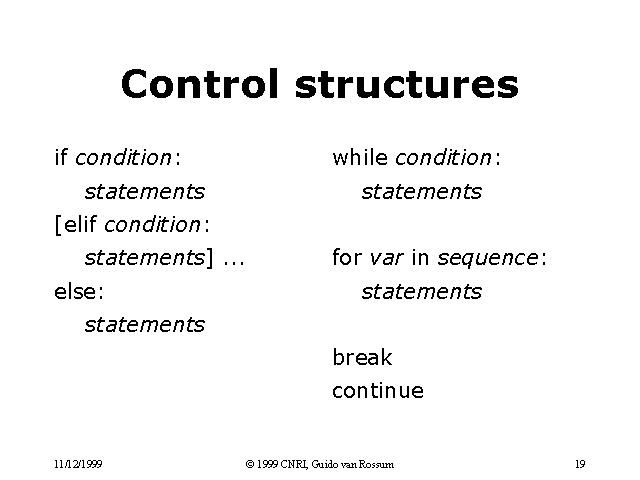 Control structures
if condition:
statements
[elif condition:
statements] ...
else:
statements
while condition:
statements
for var in sequence:
statements
break
continue
11/12/1999
© 1999 CNRI, Guido van Rossum
19